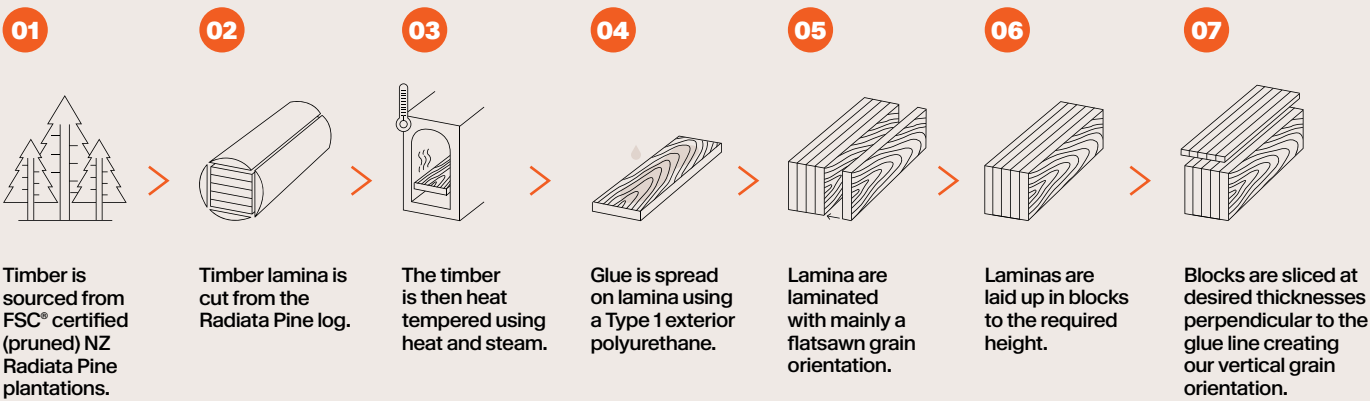 01
Timber is
sourced from
FSC® certified
(pruned) NZ
Radiata Pine
plantations.
02
Timber lamina is
cut from the
Radiata Pine log.
03
The timber
is then heat
tempered using
heat and steam.
04
Glue is spread
on lamina using
a Type 1 exterior
polyurethane.
05
Lamina are
laminated
with mainly a
flatsawn grain
orientation.
06
Laminas are
laid up in blocks
to the required
height.
07
Blocks are sliced at
desired thicknesses
perpendicular to the
glue line creating
our vertical grain
orientation.